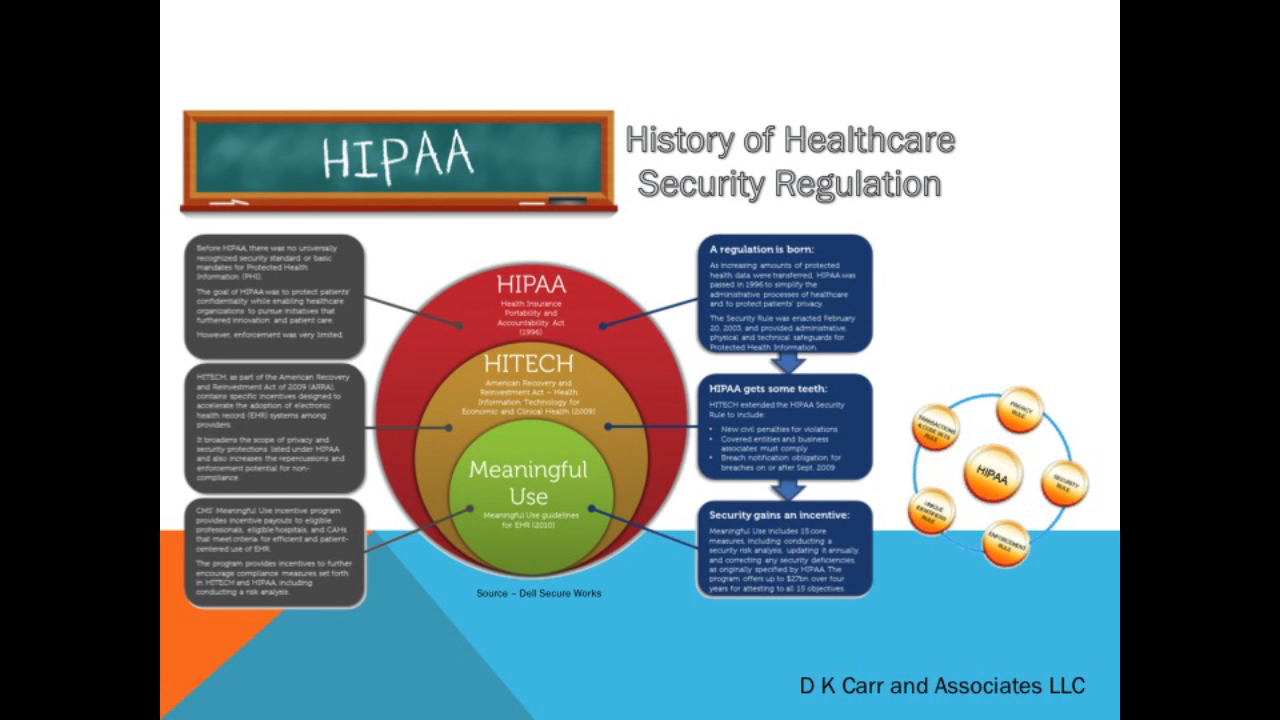 HIPAA
History of Healthcare
Security Regulation
Before HIPAA, there was no universally
recognized security standard or basic
mandates for Protected Health
Information (PHI).
The goal of HIPAA was to protect patients'
confidentiality while enabling healthcare
organizations to pursue initiatives that
furthered innovation and patient care.
However, enforcement was very limited.
HITECH, as part of the American Recovery
and Reinvestment Act of 2009 (ARRA),
contains specific incentives designed to
accelerate the adoption of electronic
health record (EHR) systems among
providers.
It broadens the scope of privacy and
security protections listed under HIPAA
and also increases the repercussions and
enforcement potential for non-
compliance.
CMS' Meaningful Use incentive program
provides incentive payouts to eligible
professionals, eligible hospitals, and CAHs
that meet criteria for efficient and patient-
centered use of EHR.
The program provides incentives to further
encourage compliance measures set forth
in HITECH and HIPAA, including
conducting a risk analysis.
HIPAA
Health Insurance
Portability and
Accountability Act
(1996)
HITECH
American Recovery and
Reinvestment Act – Health
Information Technology for
Economic and Clinical Health (2009)
Meaningful
Use
Meaningful Use guidelines
for EHR (2010)
Source – Dell Secure Works
A regulation is born:
As increasing amounts of protected
health data were transferred, HIPAA was
passed in 1996 to simplify the
administrative processes of healthcare
and to protect patients' privacy.
The Security Rule was enacted February
20, 2003, and provided administrative,
physical and technical safeguards for
Protected Health Information.
HIPAA gets some teeth:
HITECH extended the HIPAA Security
Rule to include:
• New civil penalties for violations
• Covered entities and business
associates must comply
• Breach notification obligation for
breaches on or after Sept. 2009
Security gains an incentive:
Meaningful Use includes 15 core
measures, including conducting a
security risk analysis, updating it annually,
and correcting any security deficiencies,
as originally specified by HIPAA. The
program offers up to $27bn over four
years for attesting to all 15 objectives.
PRIVACY
RULE
TRANSACTIONS
& CODE SETS
RULE
HIPAA
SECURITY
RULE
UNIQUE
IDENTIFIERS
RULE
ENFORCEMENT
RULE
D K Carr and Associates LLC